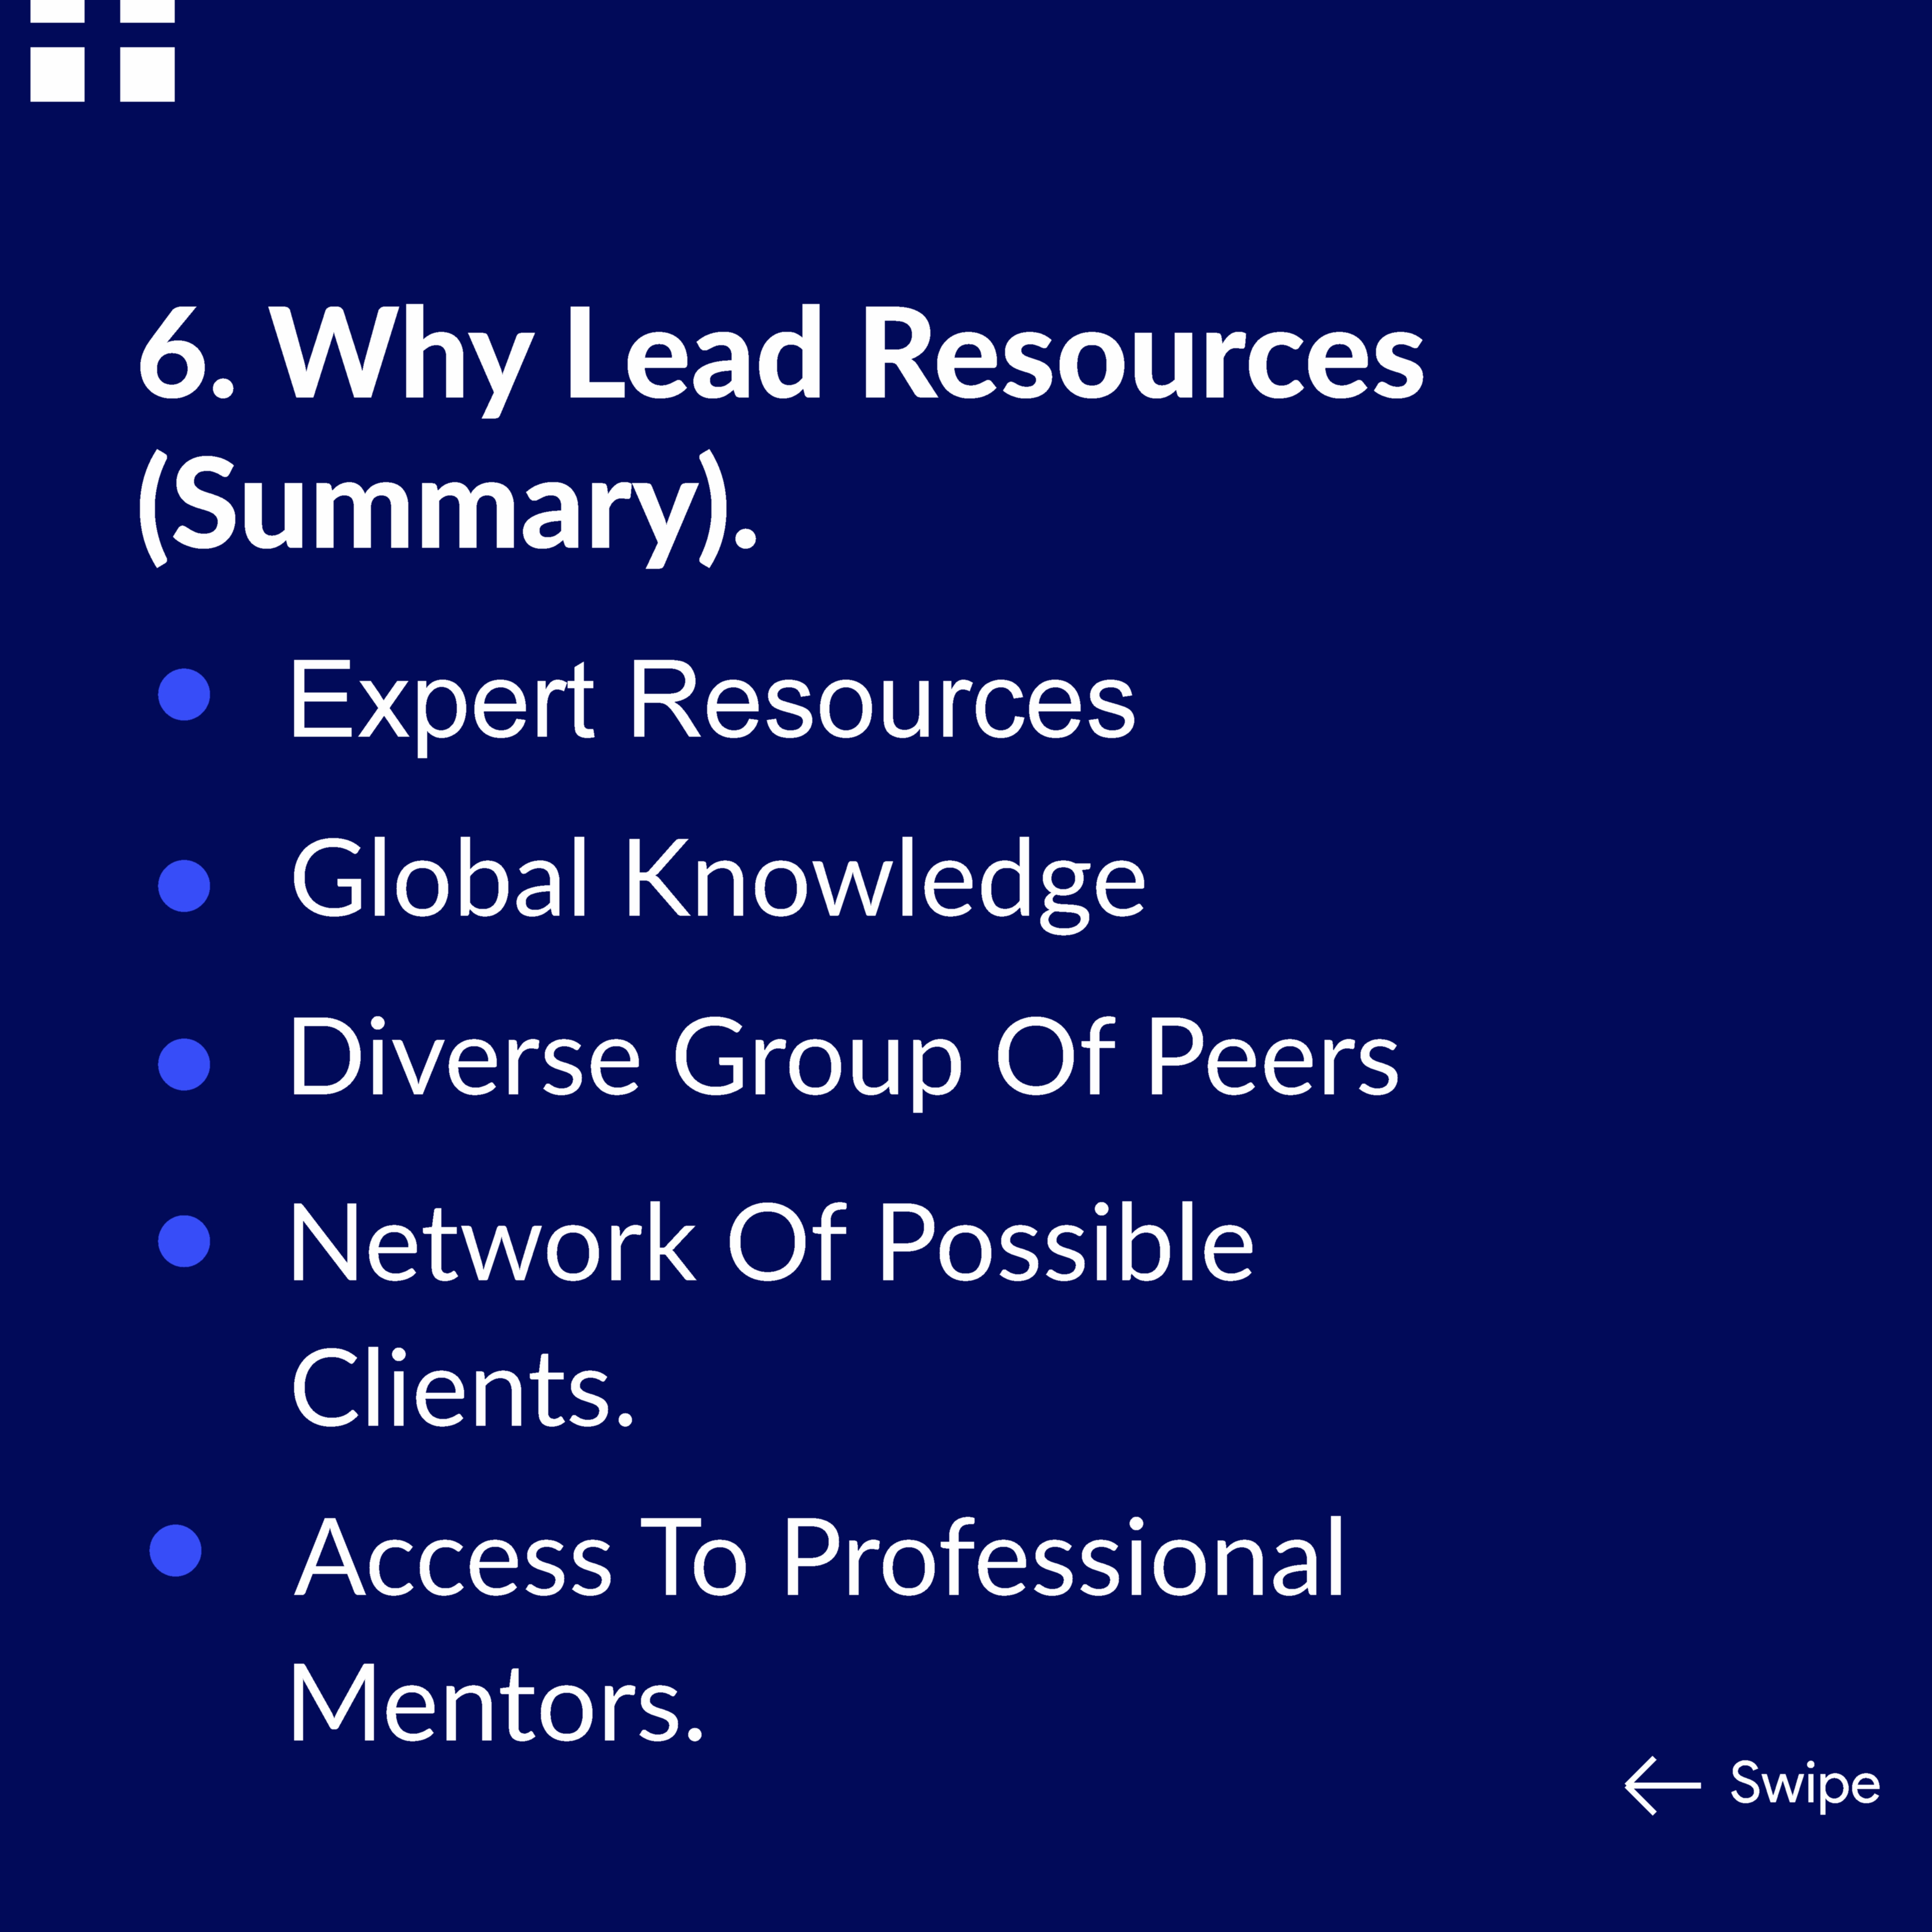 6. Why Lead Resources
(Summary).
Expert Resources
Global Knowledge
Diverse Group Of Peers
Network Of Possible
Clients.
Access To Professional
Mentors.
Swipe